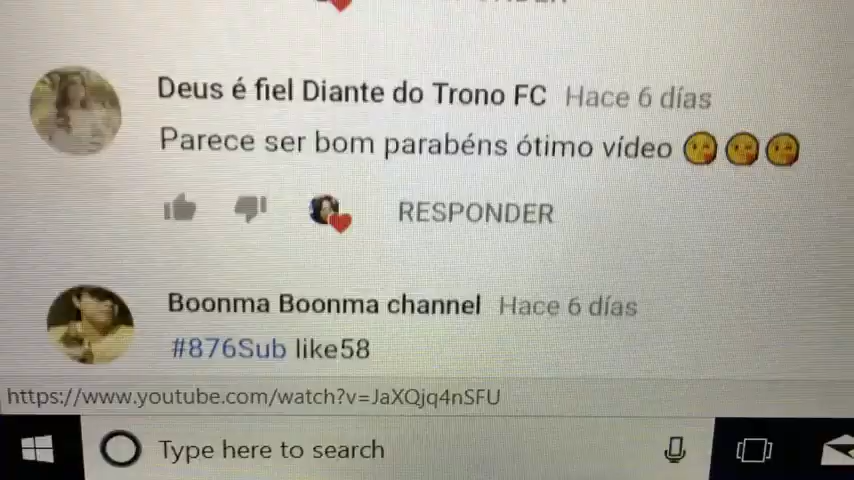 Deus é fiel Diante do Trono FC Hace 6 días
Parece ser bom parabéns ótimo vídeo 😘😘😘
RESPONDER
Boonma Boonma channel Hace 6 días
#876Sub like58
https://www.youtube.com/watch?v=JaXQjq4nSFU
Type here to search